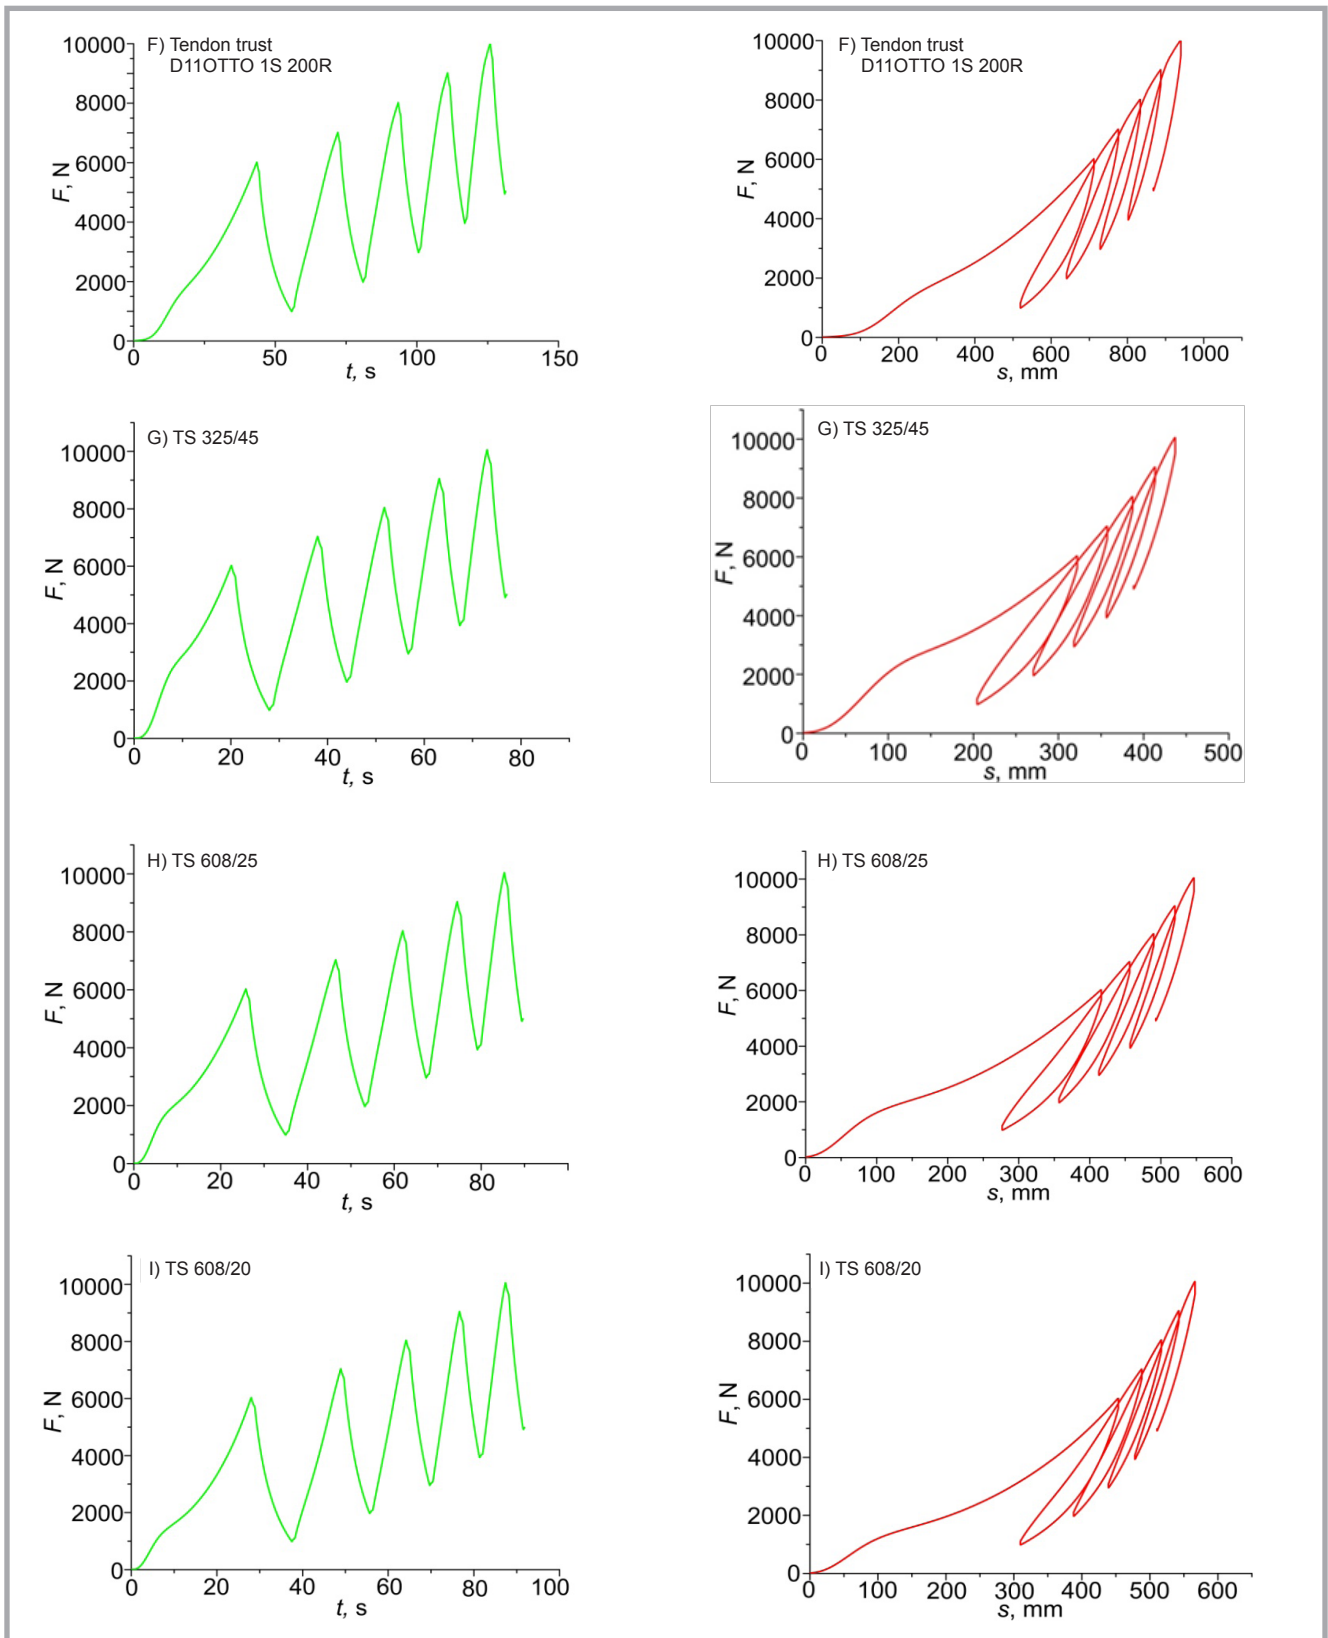 F) Tendon trust
D11OTTO 1S 200R
10000
8000
6000
4000
2000
0
F, N
0 50 100 150
t, s
F) Tendon trust
D11OTTO 1S 200R
10000
8000
6000
4000
2000
0
F, N
0 200 400 600 800 1000
s, mm
G) TS 325/45
10000
8000
6000
4000
2000
0
F, N
0 20 40 60 80
t, s
G) TS 325/45
10000
8000
6000
4000
2000
0
F, N
0 100 200 300 400 500
s, mm
H) TS 608/25
10000
8000
6000
4000
2000
0
F, N
0 20 40 60 80
t, s
H) TS 608/25
10000
8000
6000
4000
2000
0
F, N
0 100 200 300 400 500 600
s, mm
I) TS 608/20
10000
8000
6000
4000
2000
0
F, N
0 20 40 60 80 100
t, s
I) TS 608/20
10000
8000
6000
4000
2000
0
F, N
0 100 200 300 400 500 600
s, mm